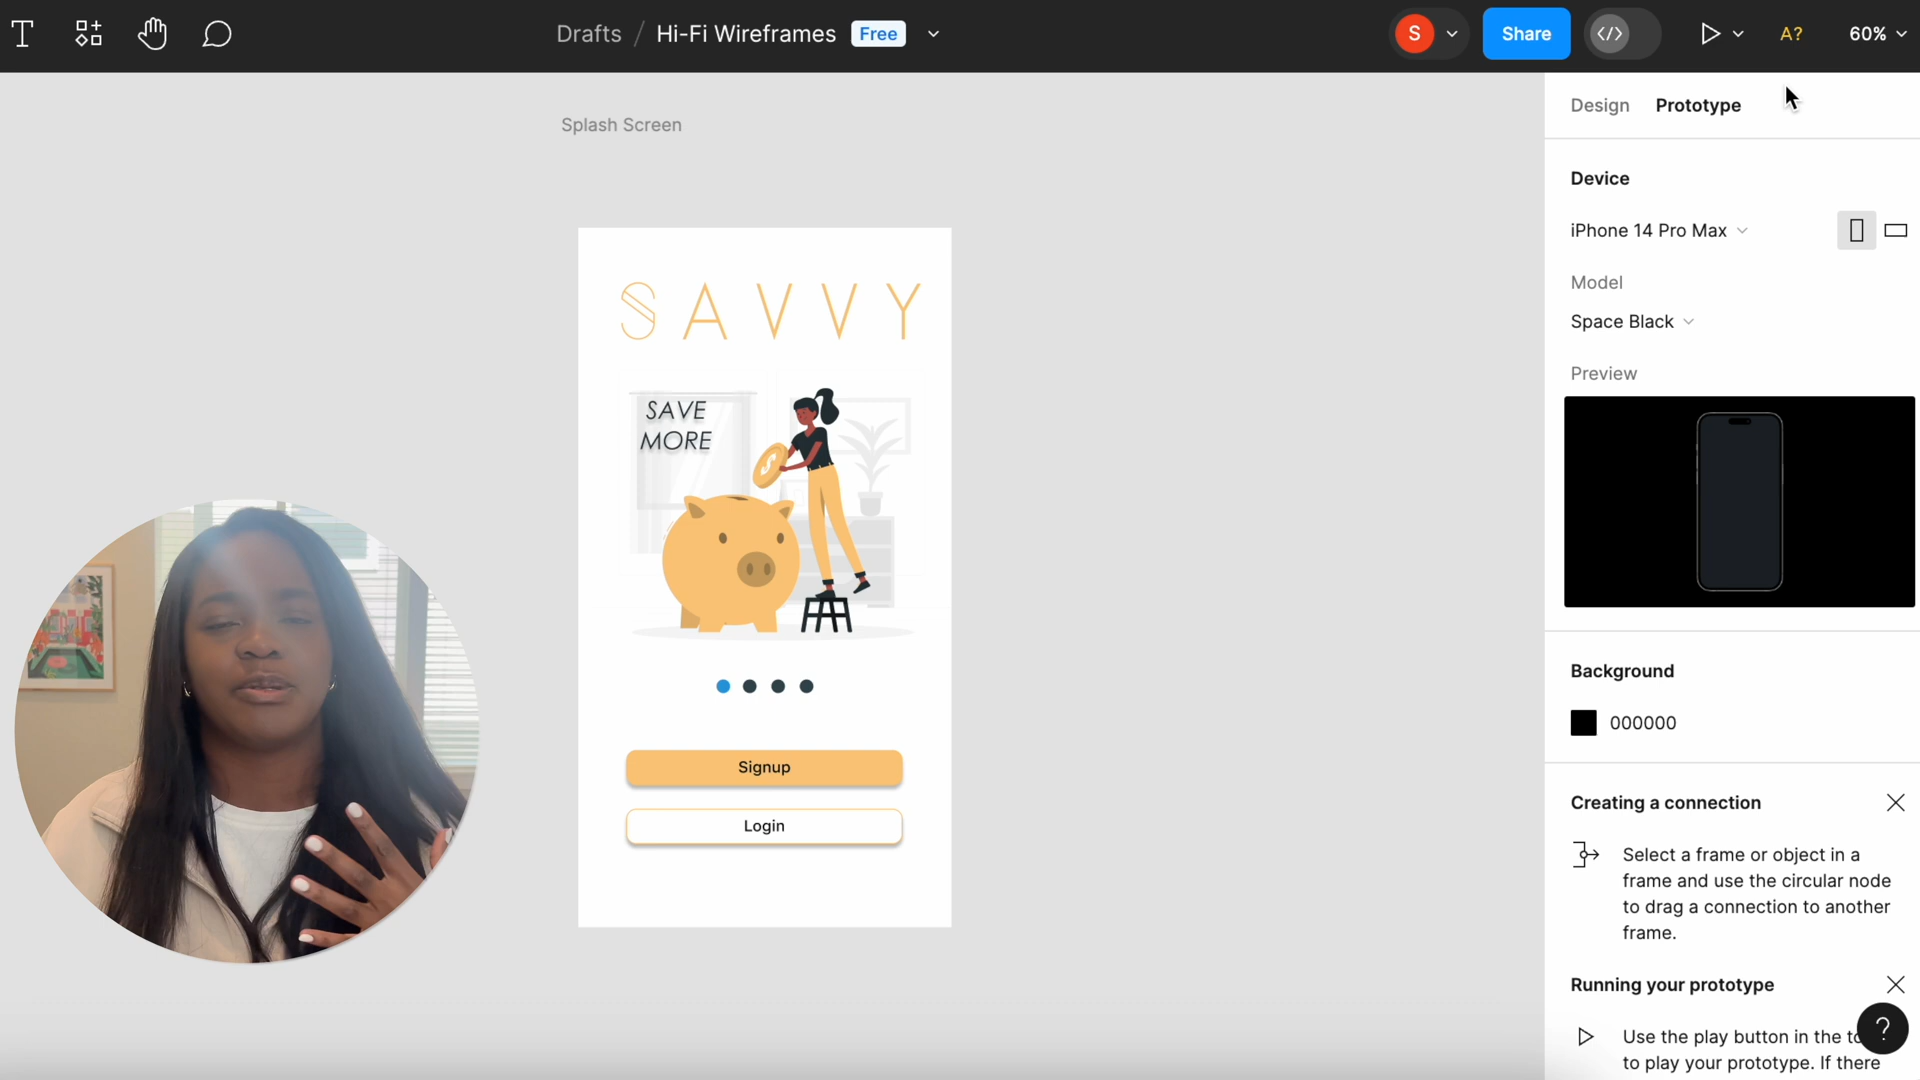 Drafts / Hi-Fi Wireframes Free
S
Share
A?
60%
Splash Screen
SAVVY
SAVE
MORE
Signup
Login
Design Prototype
Device
iPhone 14 Pro Max
Model
Space Black
Preview
Background
000000
Creating a connection
Select a frame or object in a
frame and use the circular node
to drag a connection to another
frame.
Running your prototype
Use the play button in the
to play your prototype. If there
?